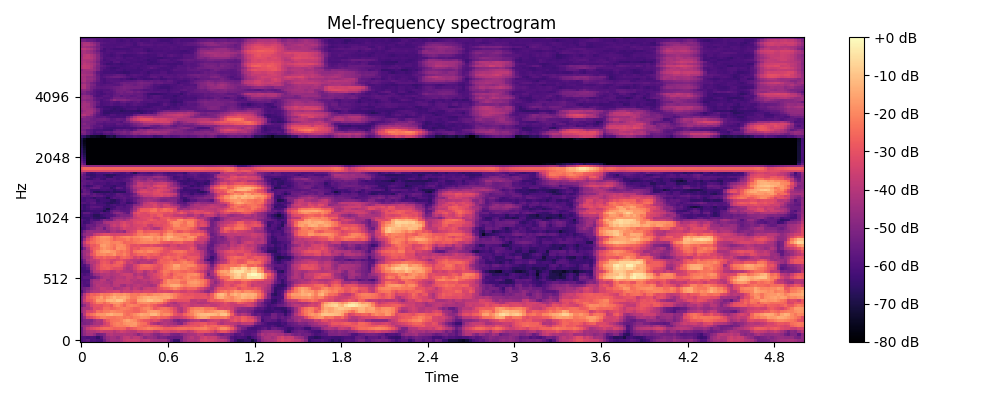 Mel-frequency spectrogram
Hz
4096
2048
1024
512
0
0 0.6 1.2 1.8 2.4 3 3.6 4.2 4.8
Time
+0 dB
-10 dB
-20 dB
-30 dB
-40 dB
-50 dB
-60 dB
-70 dB
-80 dB